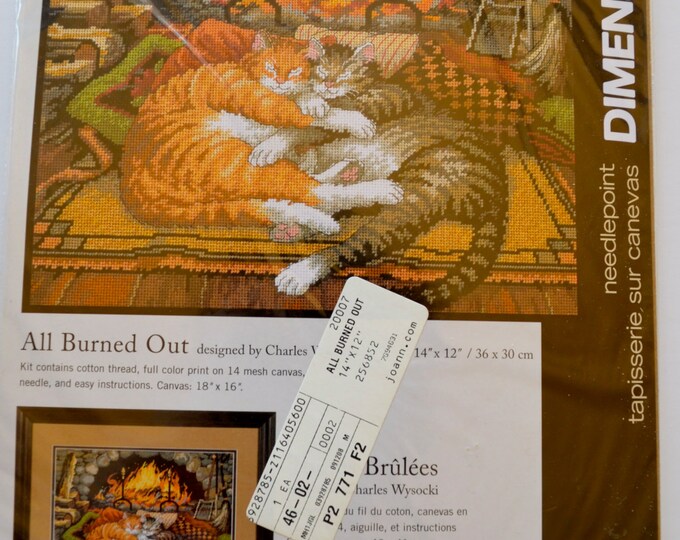 DIMEN
needlepoint
tapisserie sur canevas
All Burned Out designed by Charles W 14"x 12" / 36 x 30 cm
Kit contains cotton thread, full color print on 14 mesh canvas,
needle, and easy instructions. Canvas: 18"x 16".
20007
ALL BURNED OUT
14"X12"
256852
joann.com
0002
1 EA
46-02-
P2 771 F2
Brûlées
harles Wysocki
du fil du coton, canevas en
4, aiguille, et instructions